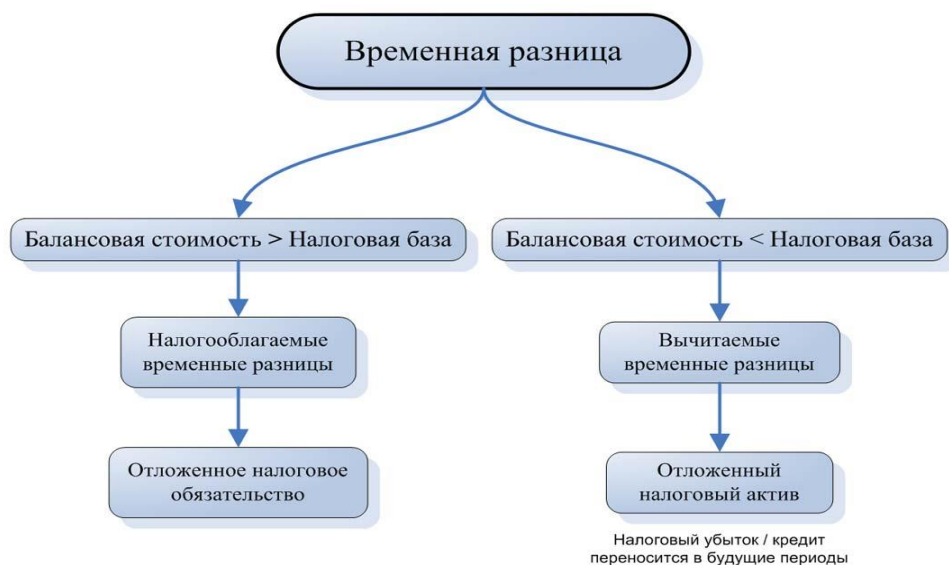 Временная разница
Балансовая стоимость > Налоговая база
Балансовая стоимость < Налоговая база
Налогооблагаемые
временные разницы
Вычитаемые
временные разницы
Отложенное налоговое
обязательство
Отложенный
налоговый актив
Налоговый убыток / кредит
переносится в будущие периоды